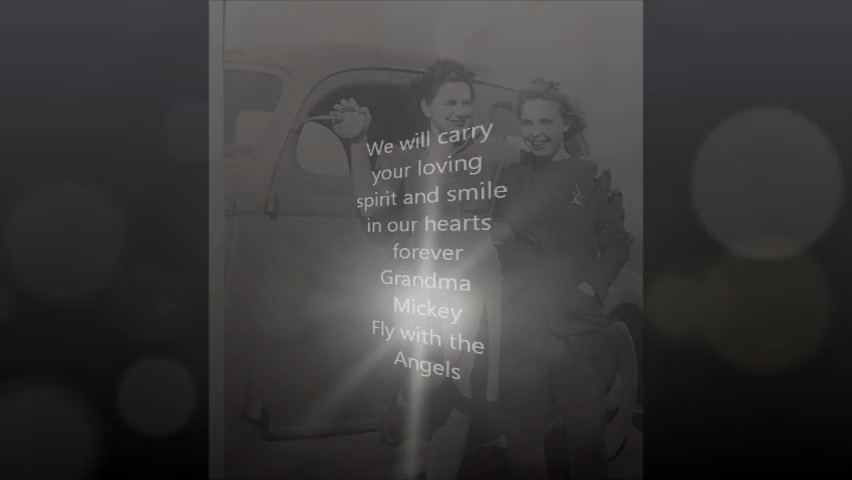 We will carry
your loving
spirit and smile
in our hearts
forever
Grandma
Mickey
Fly with the
Angels